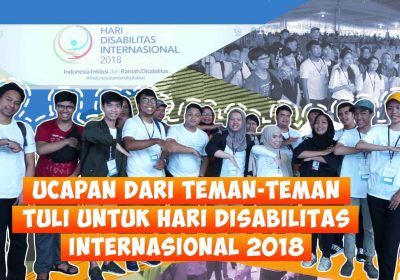 HARI
DISABILITAS
INTERNASIONAL
2018
Indonesia Inklusi dan Ramah Disabilitas
UCAPAN DARI TEMAN-TEMAN
TULI UNTUK HARI DISABILITAS
INTERNASIONAL 2018